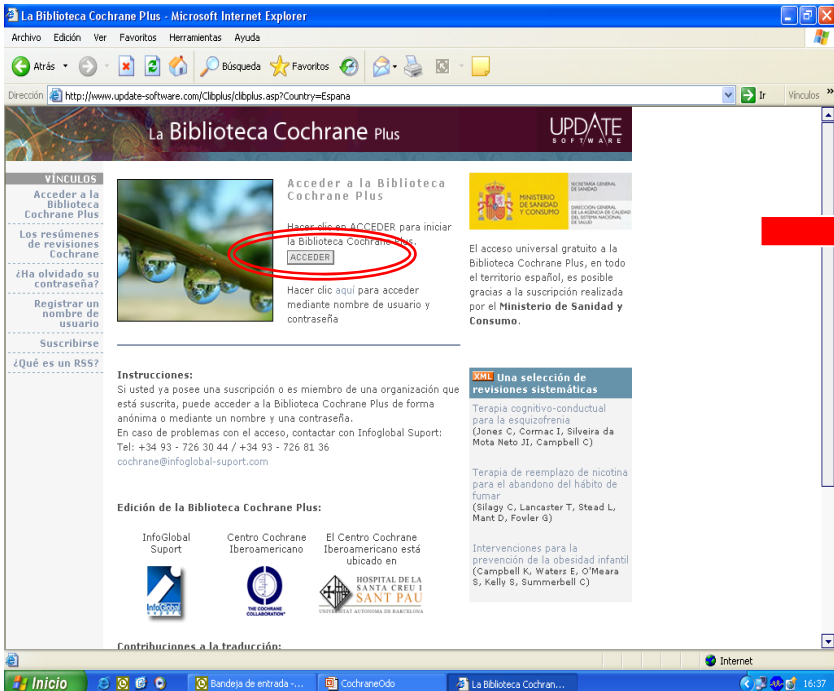 La Biblioteca Cochrane Plus - Microsoft Internet Explorer
Archivo Edición Ver Favoritos Herramientas Ayuda
Atrás Búsqueda Favoritos
Dirección http://www.update-software.com/Clibplus/clibplus.asp?Country=Espana Ir Vínculos »
La Biblioteca Cochrane Plus
UPDATE
SOFTWARE
VÍNCULOS
Acceder a la
Biblioteca
Cochrane Plus
Los resúmenes
de revisiones
Cochrane
¿Ha olvidado su
contraseña?
Registrar un
nombre de
usuario
Suscribirse
¿Qué es un RSS?
Acceder a la Biblioteca
Cochrane Plus
Hacer clic en ACCEDER para iniciar
la Biblioteca Cochrane Plus.
ACCEDER
Hacer clic aquí para acceder
mediante nombre de usuario y
contraseña
MINISTERIO
DE SANIDAD
Y CONSUMO
SECRETARÍA GENERAL
DE SANIDAD
DIRECCIÓN GENERAL
DE LA AGENCIA DE CALIDAD
DEL SISTEMA NACIONAL
DE SALUD
El acceso universal gratuito a la
Biblioteca Cochrane Plus, en todo
el territorio español, es posible
gracias a la suscripción realizada
por el Ministerio de Sanidad y
Consumo.
Instrucciones:
Si usted ya posee una suscripción o es miembro de una organización que
está suscrita, puede acceder a la Biblioteca Cochrane Plus de forma
anónima o mediante un nombre y una contraseña.
En caso de problemas con el acceso, contactar con Infoglobal Suport:
Tel: +34 93 - 726 30 44 / +34 93 - 726 81 36
cochrane@infoglobal-suport.com
XML Una selección de
revisiones sistemáticas
Terapia cognitivo-conductual
para la esquizofrenia
(Jones C, Cormac I, Silveira da
Mota Neto JI, Campbell C)
Terapia de reemplazo de nicotina
para el abandono del hábito de
fumar
(Silagy C, Lancaster T, Stead L,
Mant D, Fowler G)
Intervenciones para la
prevención de la obesidad infantil
(Campbell K, Waters E, O'Meara
S, Kelly S, Summerbell C)
Edición de la Biblioteca Cochrane Plus:
InfoGlobal
Suport
Centro Cochrane
Iberoamericano
El Centro Cochrane
Iberoamericano está
ubicado en
InfoGlobal
THE COCHRANE
COLLABORATION®
HOSPITAL DE LA
SANTA CREU I
SANT PAU
UNIVERSITAT AUTÒNOMA DE BARCELONA
Contribuciones a la traducción:
Internet
Inicio
Bandeja de entrada -...
CochraneOdo
La Biblioteca Cochran...
16:37